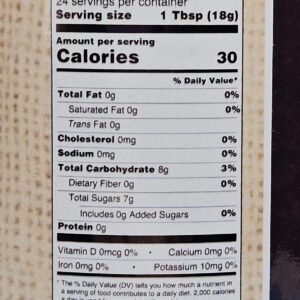 24 servings per container
Serving size 1 Tbsp (18g)
Amount per serving
Calories 30
% Daily Value*
Total Fat 0g 0%
Saturated Fat 0g 0%
Trans Fat 0g
Cholesterol 0mg 0%
Sodium 0mg 0%
Total Carbohydrate 8g 3%
Dietary Fiber 0g 0%
Total Sugars 7g
Includes 0g Added Sugars 0%
Protein 0g
Vitamin D 0mcg 0% • Calcium 0mg 0%
Iron 0mg 0% • Potassium 10mg 0%
* The % Daily Value (DV) tells you how much a nutrient in
a serving of food contributes to a daily diet. 2,000 calories